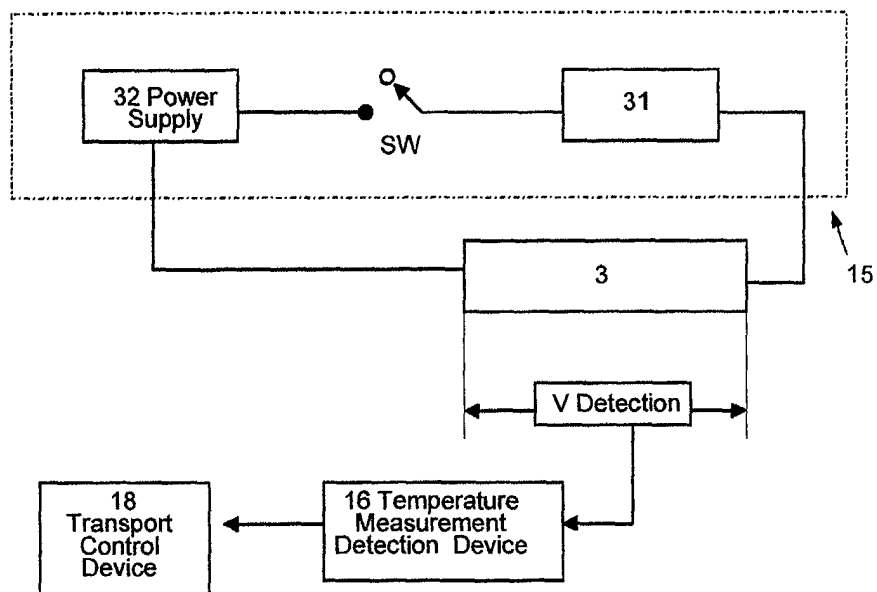 32 Power
Supply
SW
31
15
3
V Detection
18
Transport
Control
Device
16 Temperature
Measurement
Detection Device